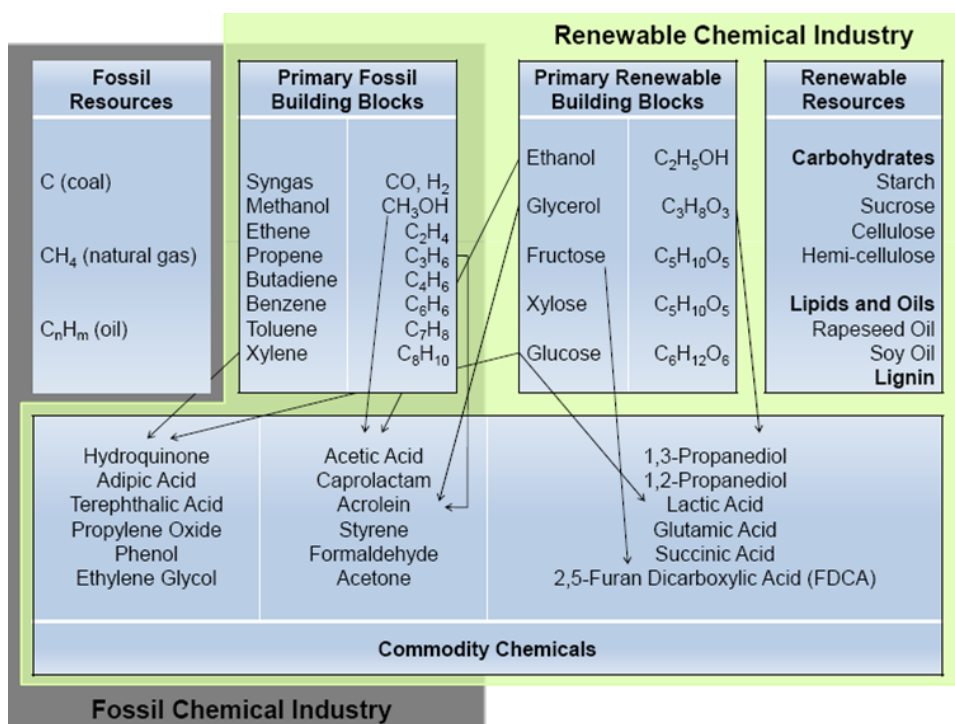 Renewable Chemical Industry
Fossil
Resources
C (coal)
CH₄ (natural gas)
CₙHₘ (oil)
Primary Fossil
Building Blocks
Syngas CO, H₂
Methanol CH₃OH
Ethene C₂H₄
Propene C₃H₆
Butadiene C₄H₆
Benzene C₆H₆
Toluene C₇H₈
Xylene C₈H₁₀
Primary Renewable
Building Blocks
Ethanol C₂H₅OH
Glycerol C₃H₈O₃
Fructose C₅H₁₀O₅
Xylose C₅H₁₀O₅
Glucose C₆H₁₂O₆
Renewable
Resources
Carbohydrates
Starch
Sucrose
Cellulose
Hemi-cellulose
Lipids and Oils
Rapeseed Oil
Soy Oil
Lignin
Hydroquinone
Adipic Acid
Terephthalic Acid
Propylene Oxide
Phenol
Ethylene Glycol
Acetic Acid
Caprolactam
Acrolein
Styrene
Formaldehyde
Acetone
1,3-Propanediol
1,2-Propanediol
Lactic Acid
Glutamic Acid
Succinic Acid
2,5-Furan Dicarboxylic Acid (FDCA)
Commodity Chemicals
Fossil Chemical Industry